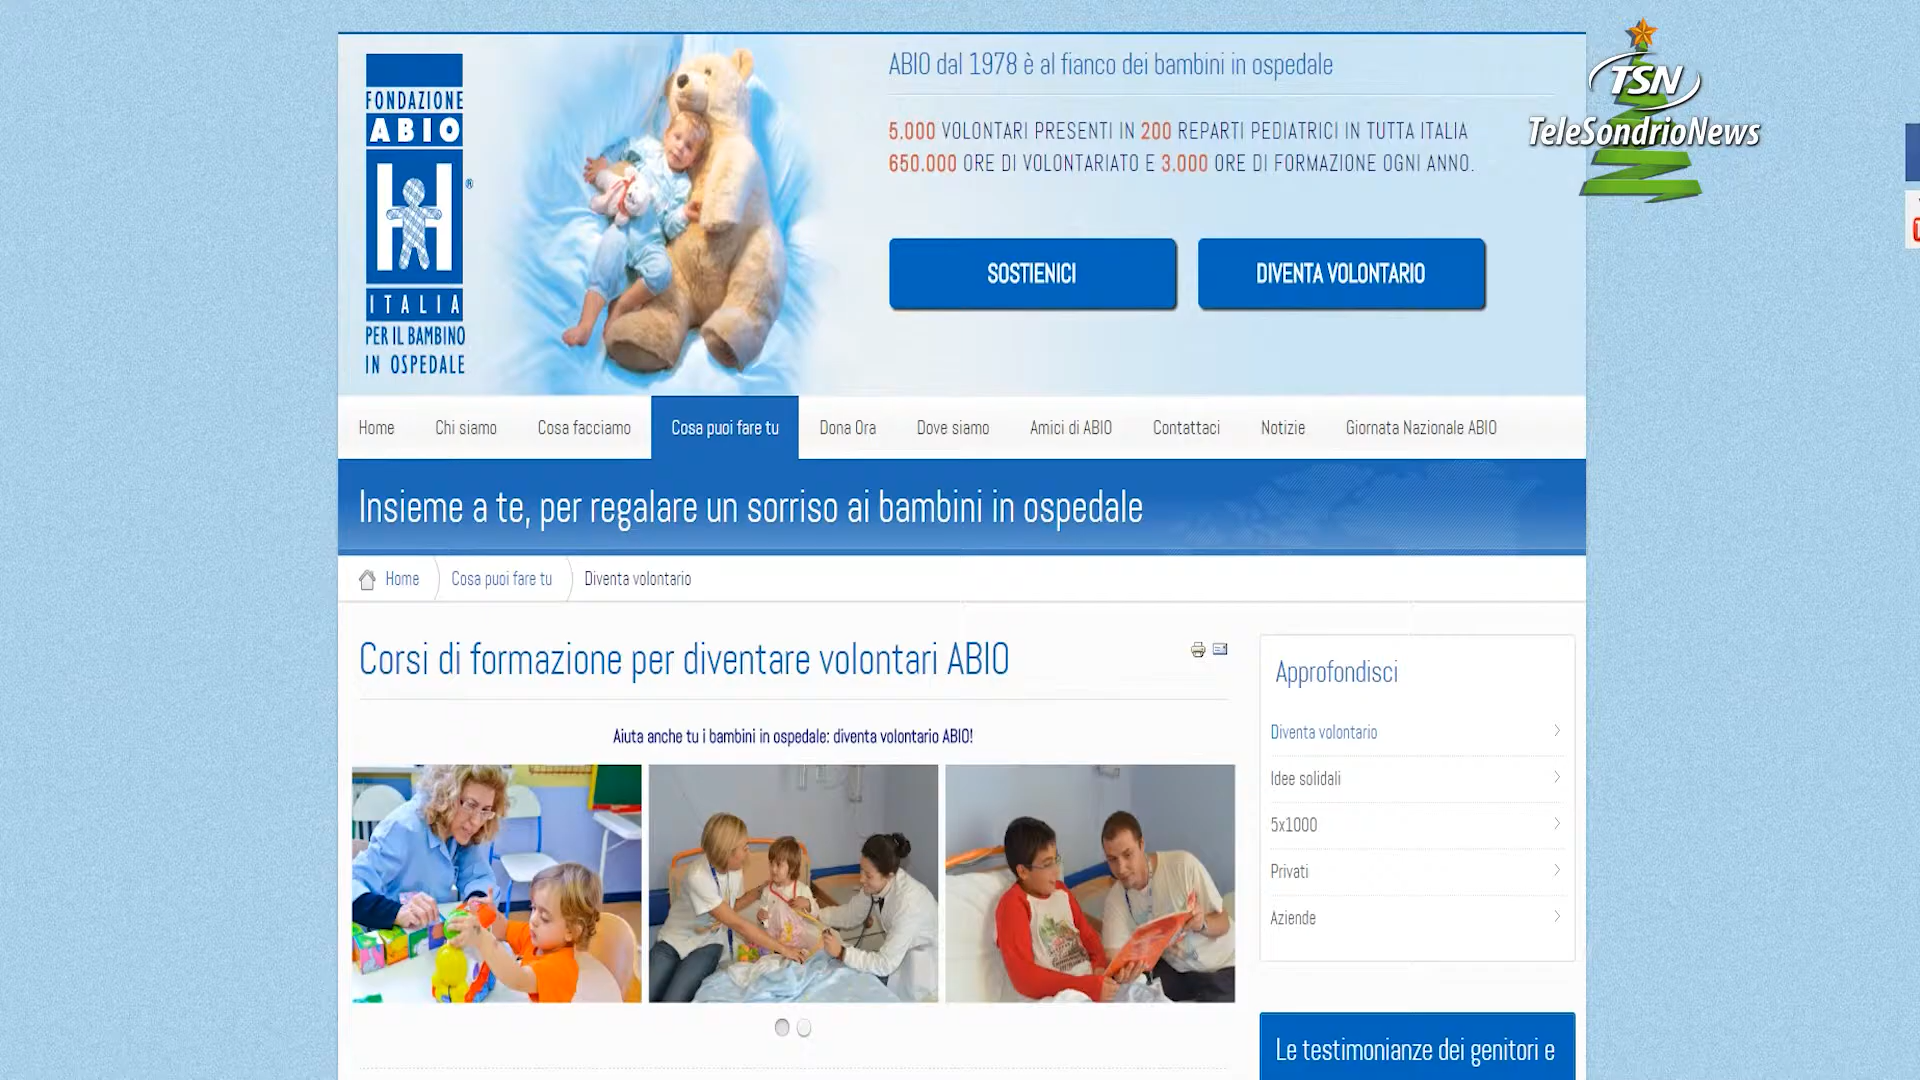 FONDAZIONE
ABIO
H
ITALIA
PER IL BAMBINO
IN OSPEDALE
ABIO dal 1978 è al fianco dei bambini in ospedale
5.000 VOLONTARI PRESENTI IN 200 REPARTI PEDIATRICI IN TUTTA ITALIA
650.000 ORE DI VOLONTARIATO E 3.000 ORE DI FORMAZIONE OGNI ANNO.
SOSTIENICI
DIVENTA VOLONTARIO
TSN
TeleSondrioNews
Home
Chi siamo
Cosa facciamo
Cosa puoi fare tu
Dona Ora
Dove siamo
Amici di ABIO
Contattaci
Notizie
Giornata Nazionale ABIO
Insieme a te, per regalare un sorriso ai bambini in ospedale
Home
Cosa puoi fare tu
Diventa volontario
Corsi di formazione per diventare volontari ABIO
Aiuta anche tu i bambini in ospedale: diventa volontario ABIO!
Approfondisci
Diventa volontario
Idee solidali
5x1000
Privati
Aziende
Le testimonianze dei genitori e